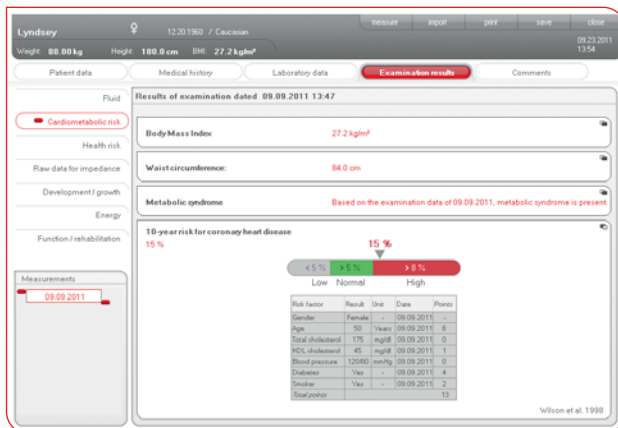 measure import print save close
Lyndsey ♀ 12.20.1960 / Caucasian
09.23.2011
13:54
Weight: 88.00 kg Height: 180.0 cm BMI: 27.2 kg/m²
Patient data Medical history Laboratory data Examination results Comments
Fluid
Cardiometabolic risk
Health risk
Raw data for impedance
Development / growth
Energy
Function / rehabilitation
Measurements
09.09.2011
Results of examination dated 09.09.2011 13:47
Body Mass Index 27.2 kg/m²
Waist circumference: 84.0 cm
Metabolic syndrome Based on the examination data of 09.09.2011, metabolic syndrome is present
10-year risk for coronary heart disease
15 %
15 %
< 5 % > 5 % > 8 %
Low Normal High
Risk factor Result Unit Date Points
Gender Female - 09.09.2011 -
Age 50 Years 09.09.2011 6
Total cholesterol 175 mg/dl 09.09.2011 0
HDL cholesterol 45 mg/dl 09.09.2011 1
Blood pressure 120/80 mm/Hg 09.09.2011 0
Diabetes Yes - 09.09.2011 4
Smoker Yes - 09.09.2011 2
Total points 13
Wilson et al. 1998